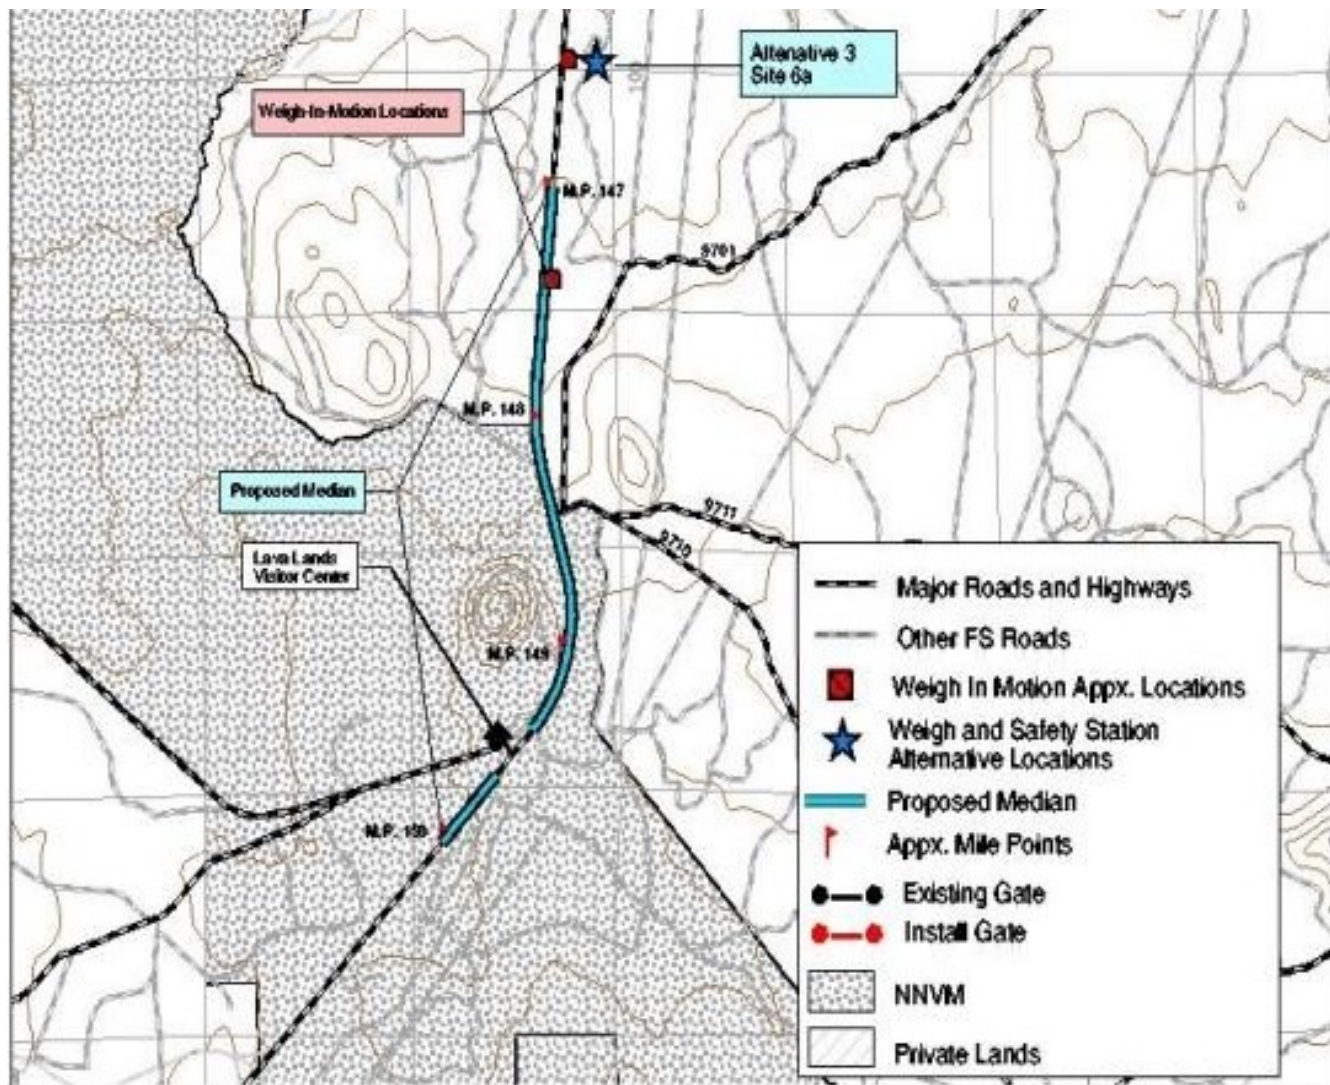 Altenative 3
Site 6a
Weigh-In-Motion Locations
M.P. 147
9701
M.P. 148
Proposed Median
9711
9710
Lava Lands
Visitor Center
M.P. 149
M.P. 150
Major Roads and Highways
Other FS Roads
Weigh In Motion Appx. Locations
Weigh and Safety Station
Alternative Locations
Proposed Median
Appx. Mile Points
Existing Gate
Install Gate
NNVM
Private Lands